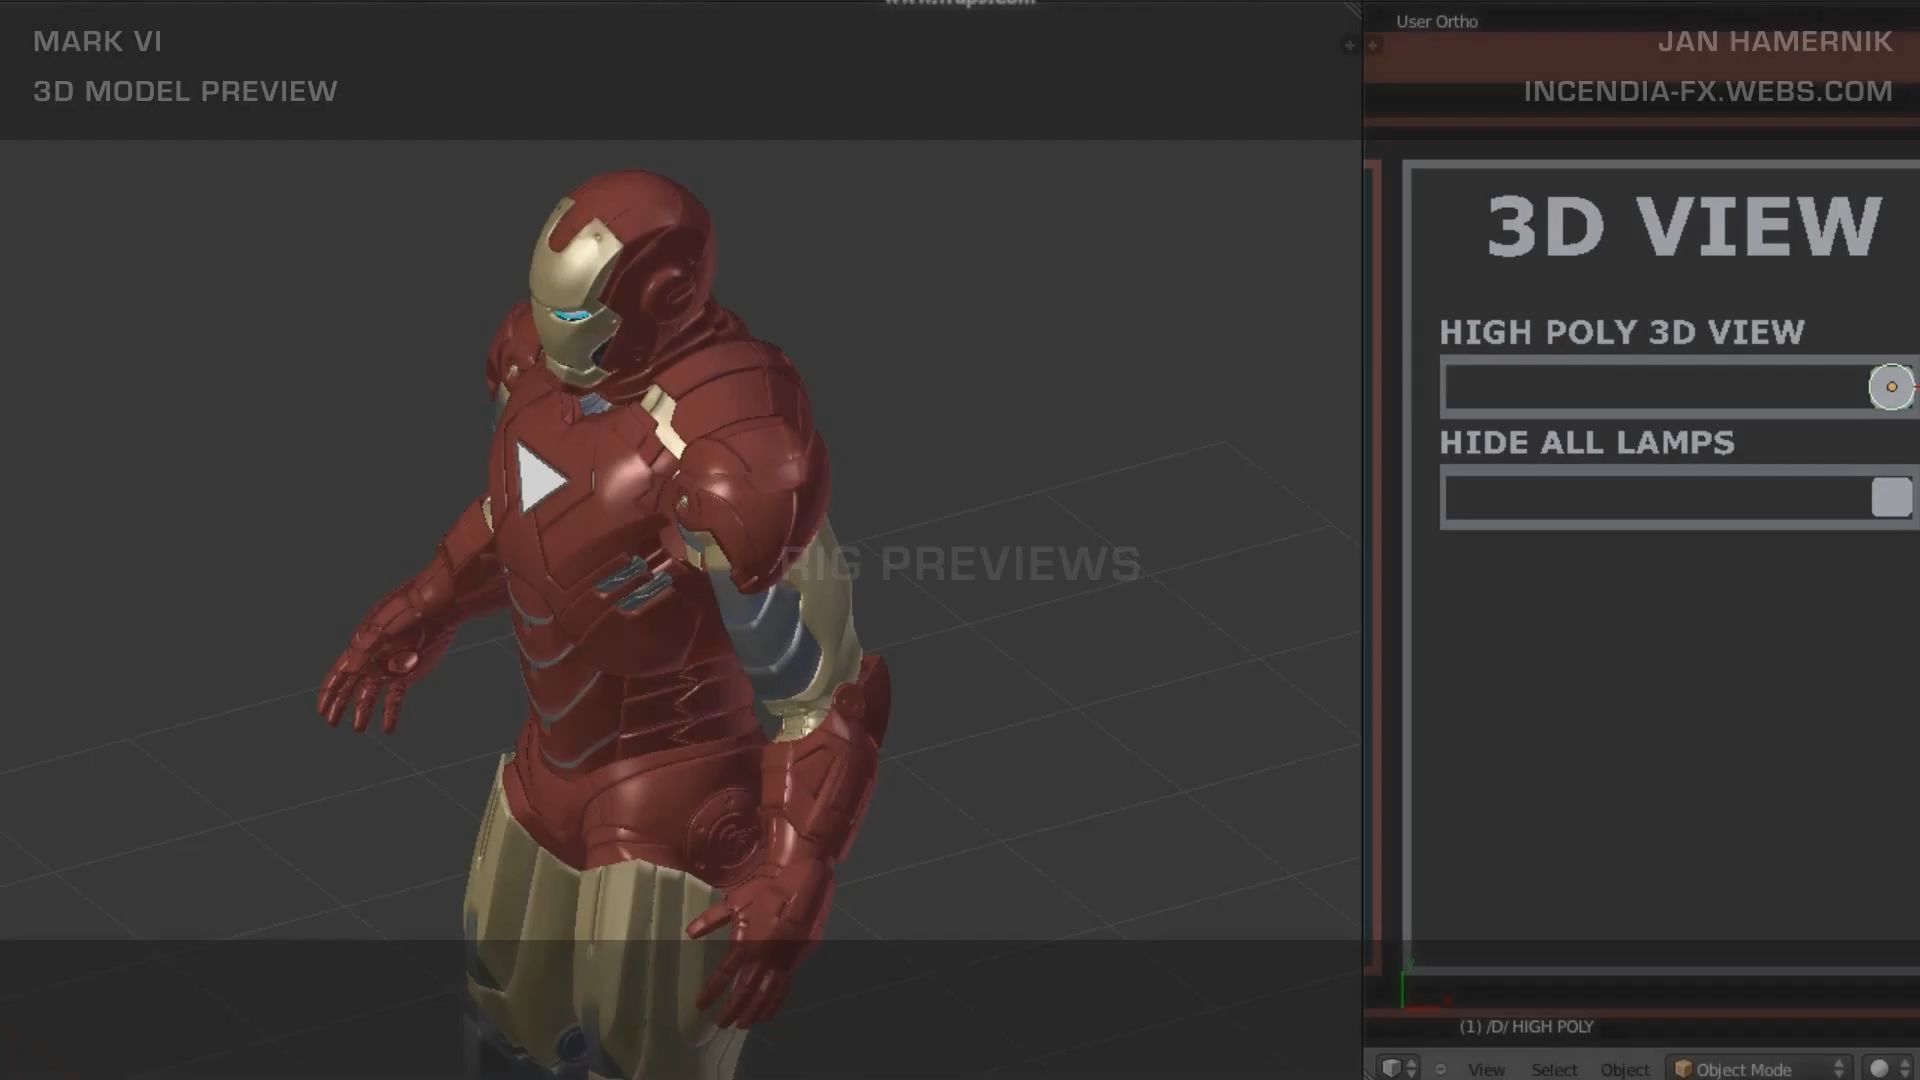 MARK VI
3D MODEL PREVIEW
User Ortho
JAN HAMERNIK
INCENDIA-FX.WEBS.COM
3D VIEW
HIGH POLY 3D VIEW
HIDE ALL LAMPS
RIG PREVIEWS
(1) /D/ HIGH POLY
View Select Object Object Mode